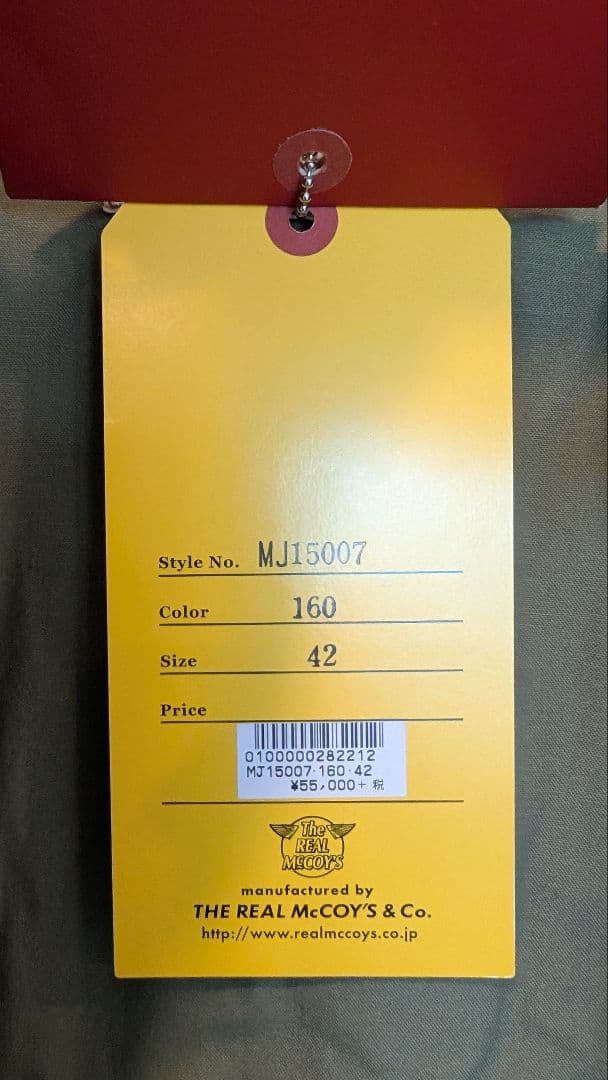 Style No. MJ15007
Color 160
Size 42
Price
0100000282212
MJ15007·160·42
¥55,000+ 税
The
REAL
McCOY'S
manufactured by
THE REAL McCOY'S & Co.
http://www.realmccoys.co.jp